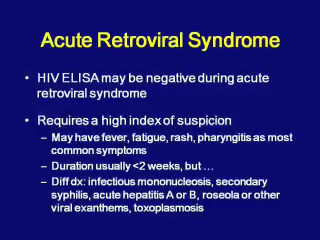 Acute Retroviral Syndrome
• HIV ELISA may be negative during acute
retroviral syndrome
• Requires a high index of suspicion
– May have fever, fatigue, rash, pharyngitis as most
common symptoms
– Duration usually <2 weeks, but …
– Diff dx: infectious mononucleosis, secondary
syphilis, acute hepatitis A or B, roseola or other
viral exanthems, toxoplasmosis